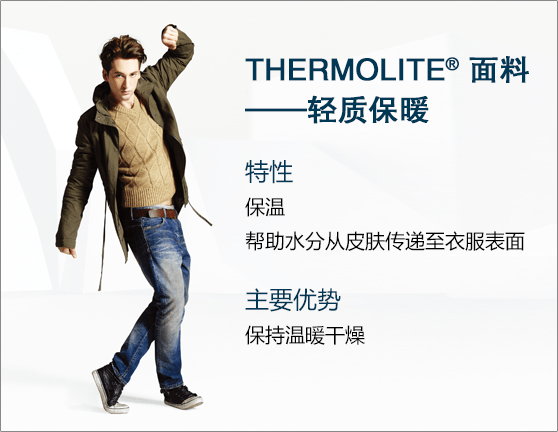 THERMOLITE® 面料
——轻质保暖
特性
保温
帮助水分从皮肤传递至衣服表面
主要优势
保持温暖干燥